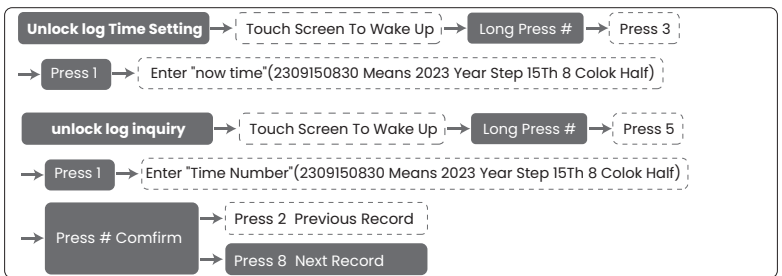 Unlock log Time Setting Touch Screen To Wake Up Long Press # Press 3
Press 1 Enter "now time"(2309150830 Means 2023 Year Step 15Th 8 Colok Half)
unlock log inquiry Touch Screen To Wake Up Long Press # Press 5
Press 1 Enter "Time Number"(2309150830 Means 2023 Year Step 15Th 8 Colok Half)
Press # Comfirm
Press 2 Previous Record
Press 8 Next Record